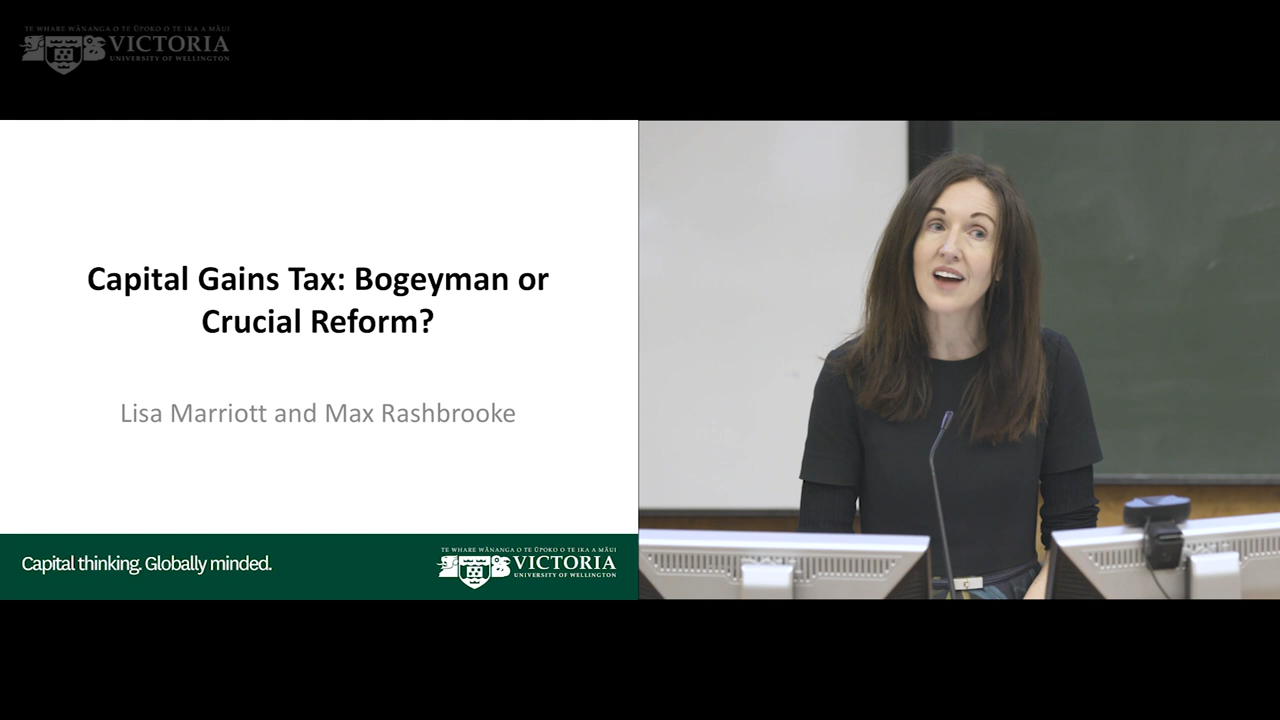 TE WHARE WĀNANGA O TE ŪPOKO O TE IKA A MĀUI
VICTORIA
UNIVERSITY OF WELLINGTON
Capital Gains Tax: Bogeyman or
Crucial Reform?
Lisa Marriott and Max Rashbrooke
Capital thinking. Globally minded.
TE WHARE WĀNANGA O TE ŪPOKO O TE IKA A MĀUI
VICTORIA
UNIVERSITY OF WELLINGTON